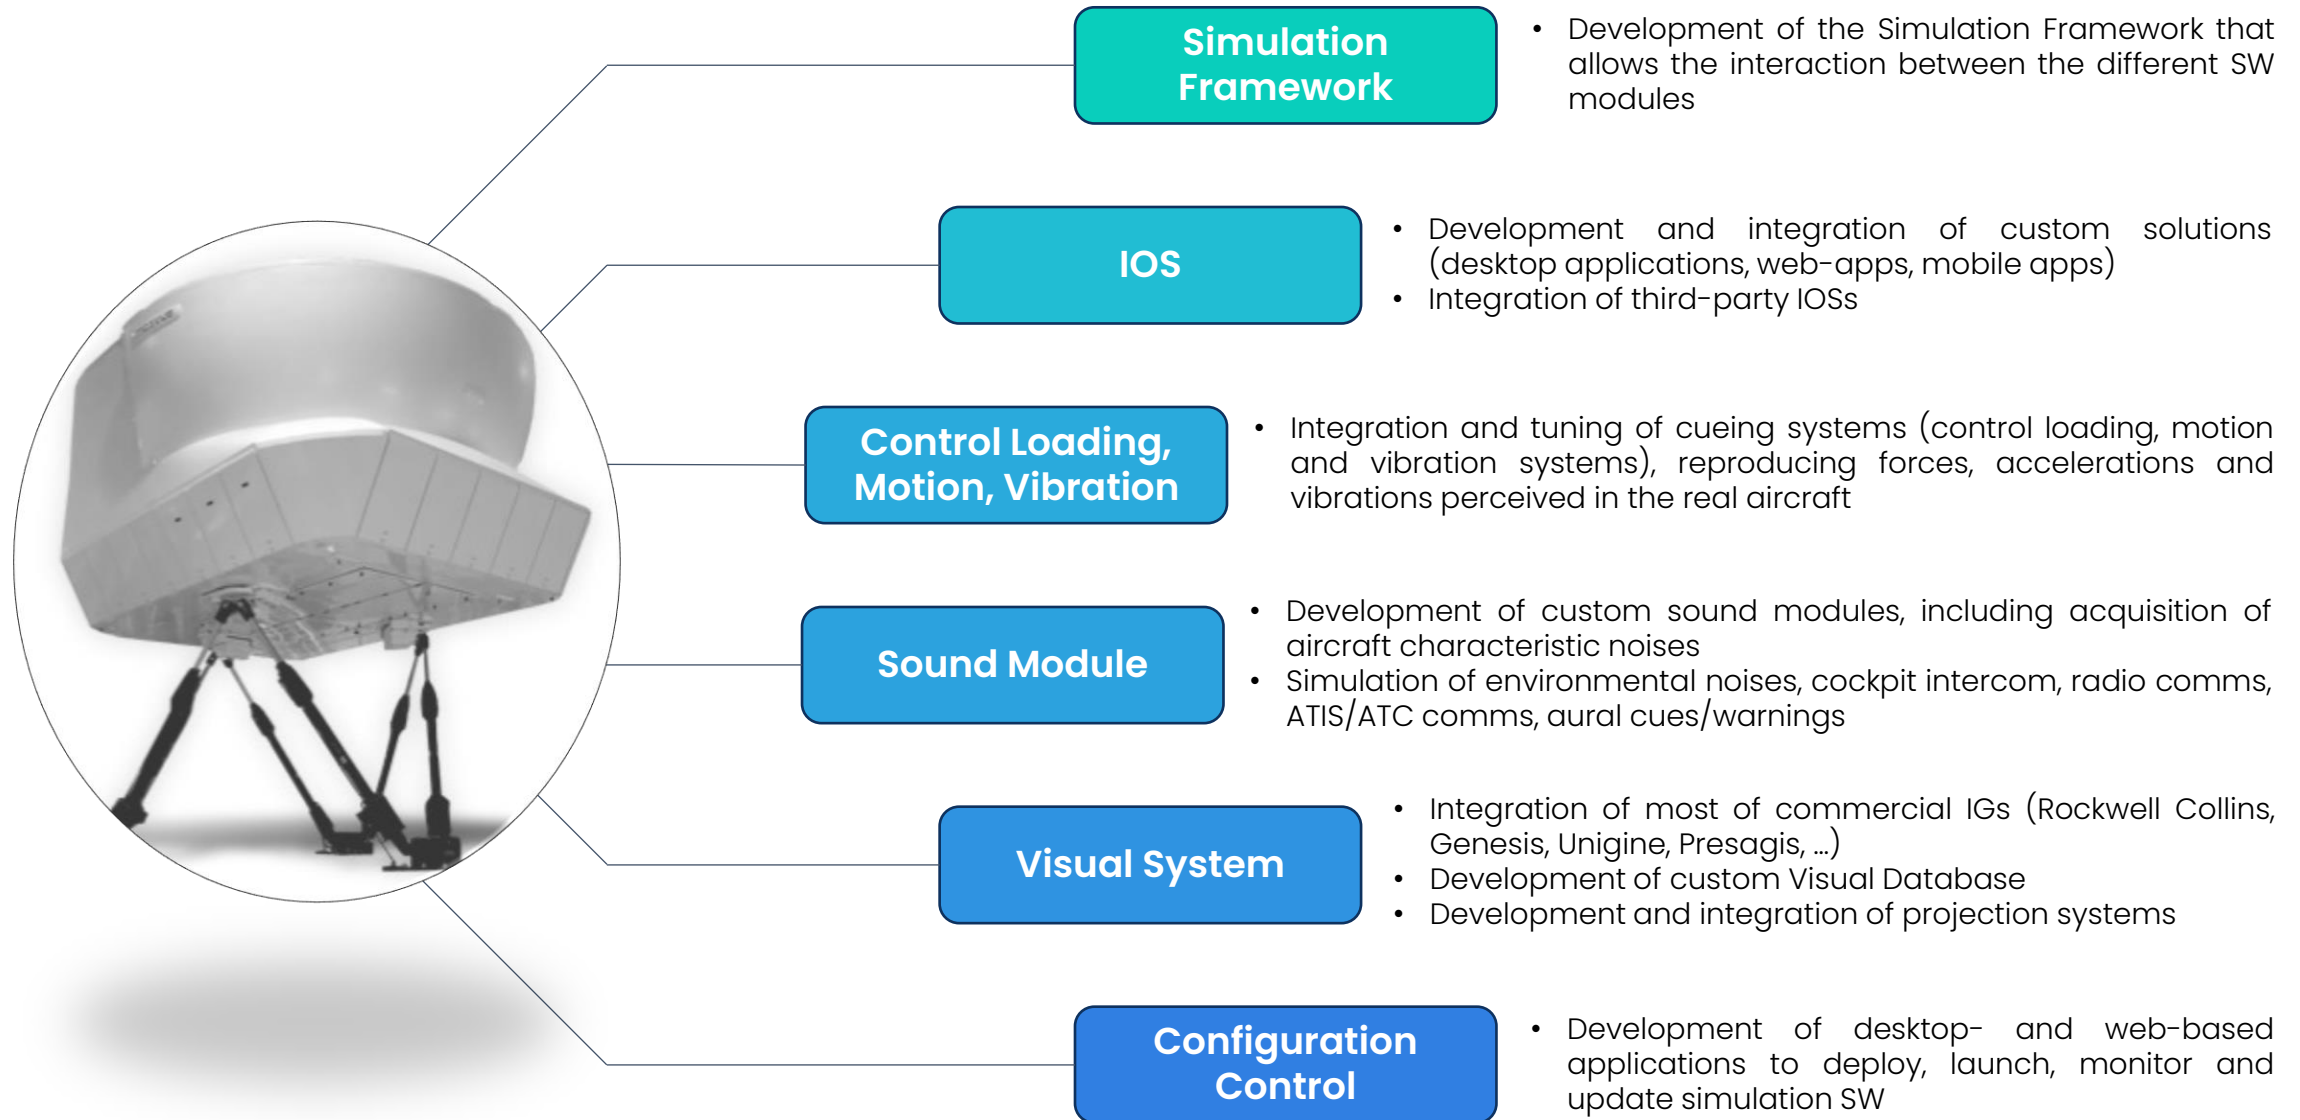 Simulation
Framework
• Development of the Simulation Framework that
allows the interaction between the different SW
modules
IOS
• Development and integration of custom solutions
(desktop applications, web-apps, mobile apps)
• Integration of third-party IOSs
Control Loading,
Motion, Vibration
• Integration and tuning of cueing systems (control loading, motion
and vibration systems), reproducing forces, accelerations and
vibrations perceived in the real aircraft
Sound Module
• Development of custom sound modules, including acquisition of
aircraft characteristic noises
• Simulation of environmental noises, cockpit intercom, radio comms,
ATIS/ATC comms, aural cues/warnings
Visual System
• Integration of most of commercial IGs (Rockwell Collins,
Genesis, Unigine, Presagis, …)
• Development of custom Visual Database
• Development and integration of projection systems
Configuration
Control
• Development of desktop- and web-based
applications to deploy, launch, monitor and
update simulation SW